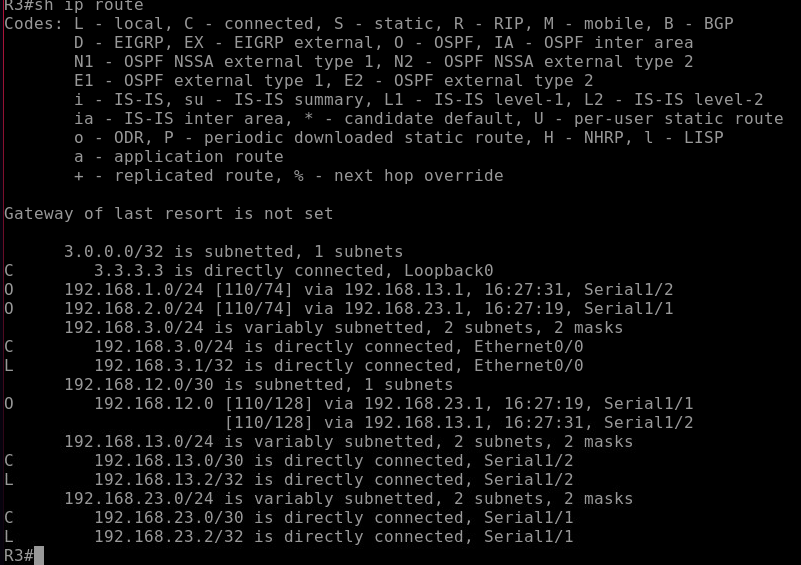 R3#sh ip route
Codes: L - local, C - connected, S - static, R - RIP, M - mobile, B - BGP
       D - EIGRP, EX - EIGRP external, O - OSPF, IA - OSPF inter area
       N1 - OSPF NSSA external type 1, N2 - OSPF NSSA external type 2
       E1 - OSPF external type 1, E2 - OSPF external type 2
       i - IS-IS, su - IS-IS summary, L1 - IS-IS level-1, L2 - IS-IS level-2
       ia - IS-IS inter area, * - candidate default, U - per-user static route
       o - ODR, P - periodic downloaded static route, H - NHRP, l - LISP
       a - application route
       + - replicated route, % - next hop override

Gateway of last resort is not set

      3.0.0.0/32 is subnetted, 1 subnets
C        3.3.3.3 is directly connected, Loopback0
O     192.168.1.0/24 [110/74] via 192.168.13.1, 16:27:31, Serial1/2
O     192.168.2.0/24 [110/74] via 192.168.23.1, 16:27:19, Serial1/1
      192.168.3.0/24 is variably subnetted, 2 subnets, 2 masks
C        192.168.3.0/24 is directly connected, Ethernet0/0
L        192.168.3.1/32 is directly connected, Ethernet0/0
      192.168.12.0/30 is subnetted, 1 subnets
O        192.168.12.0 [110/128] via 192.168.23.1, 16:27:19, Serial1/1
                      [110/128] via 192.168.13.1, 16:27:31, Serial1/2
      192.168.13.0/24 is variably subnetted, 2 subnets, 2 masks
C        192.168.13.0/30 is directly connected, Serial1/2
L        192.168.13.2/32 is directly connected, Serial1/2
      192.168.23.0/24 is variably subnetted, 2 subnets, 2 masks
C        192.168.23.0/30 is directly connected, Serial1/1
L        192.168.23.2/32 is directly connected, Serial1/1
R3#